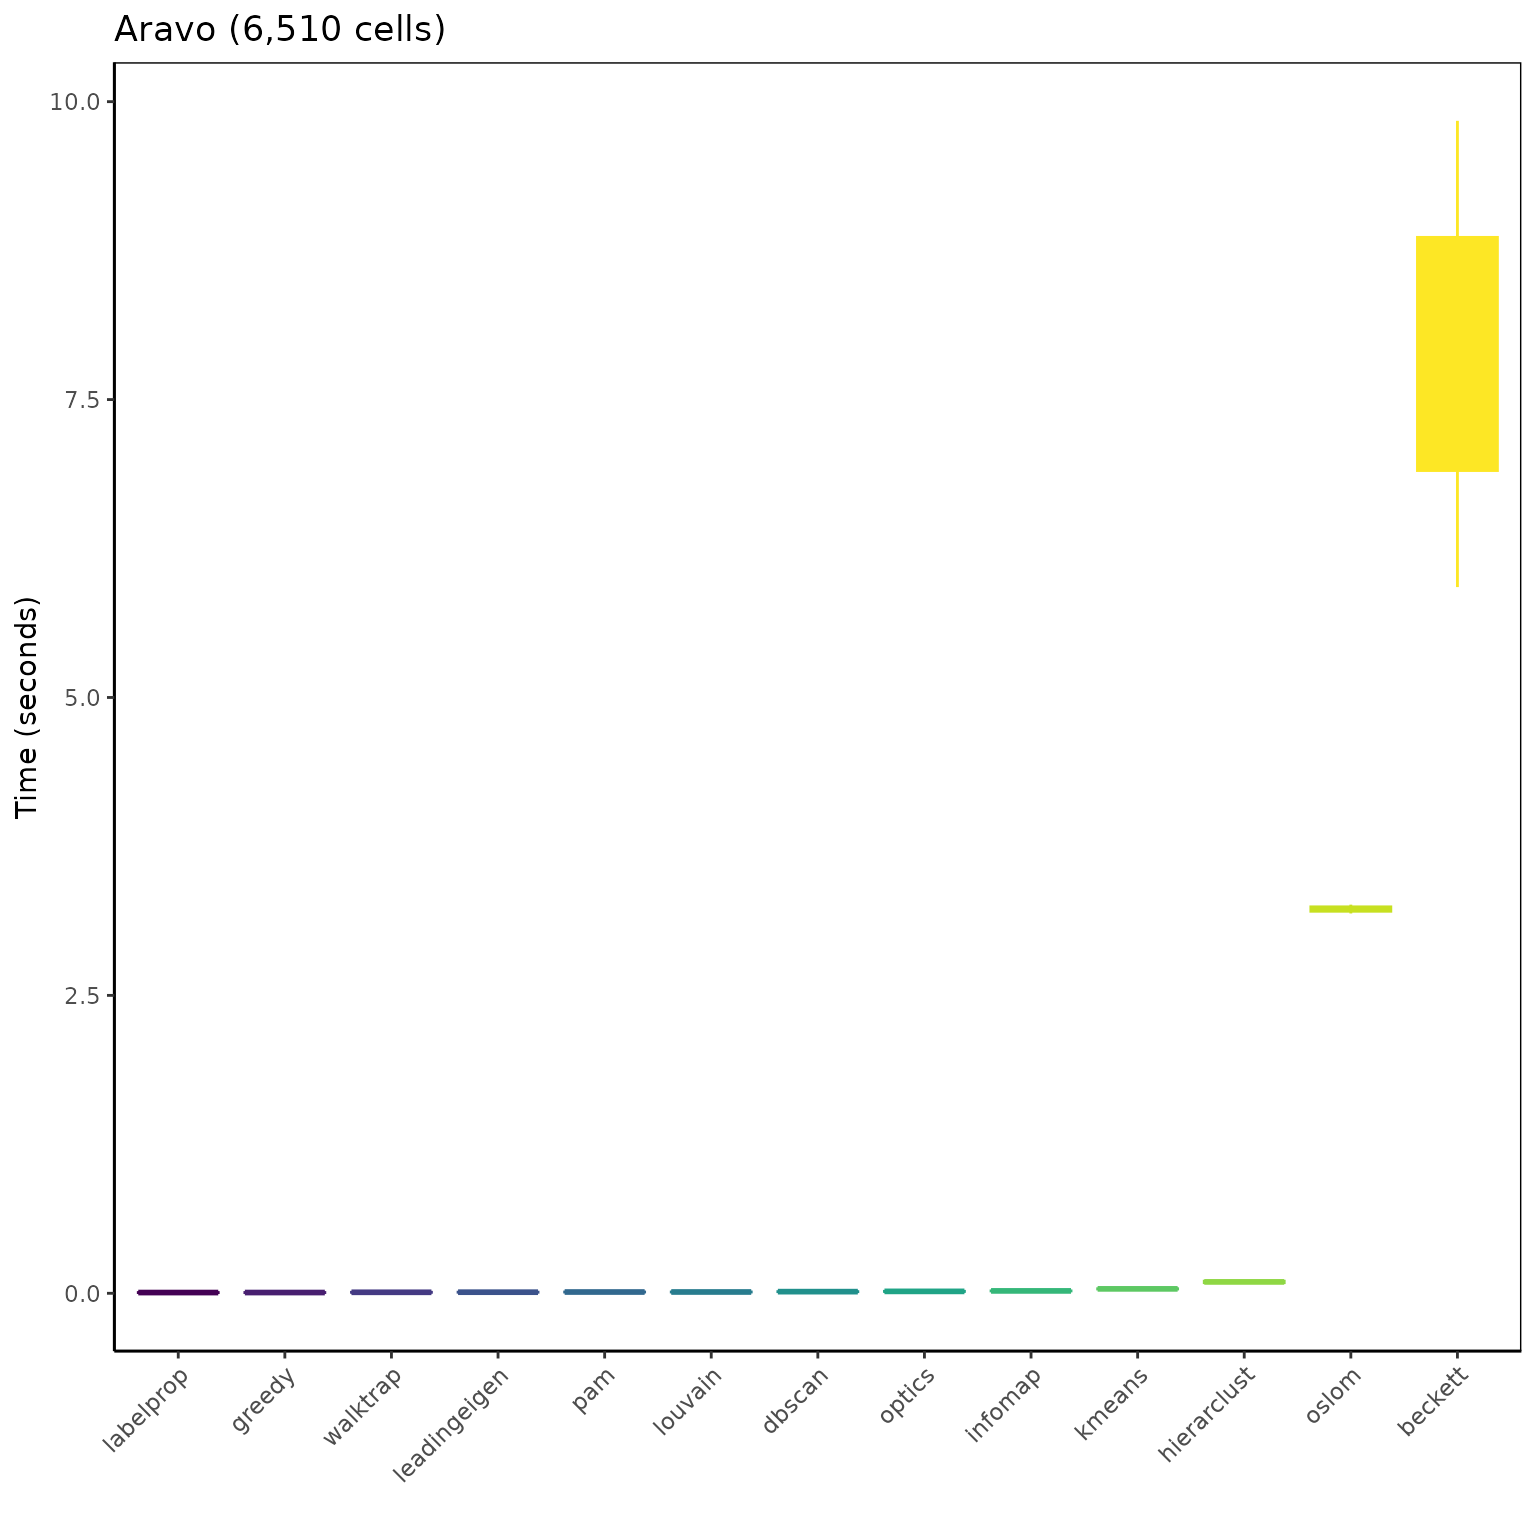 Aravo (6,510 cells)
10.0
7.5
5.0
2.5
0.0
Time (seconds)
labelprop
greedy
walktrap
leadingeigen
pam
louvain
dbscan
optics
infomap
kmeans
hierarclust
oslom
beckett